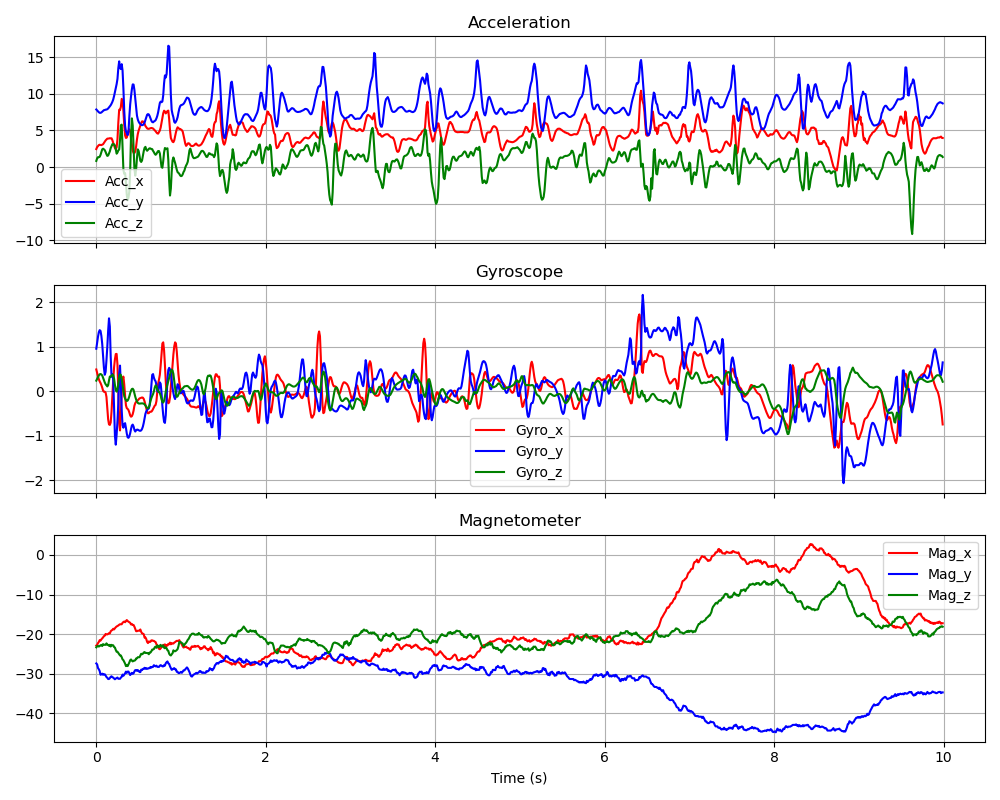 Acceleration
15
10
5
0
−5
−10
Acc_x
Acc_y
Acc_z
Gyroscope
2
1
0
−1
−2
Gyro_x
Gyro_y
Gyro_z
Magnetometer
0
−10
−20
−30
−40
Mag_x
Mag_y
Mag_z
0 2 4 6 8 10
Time (s)